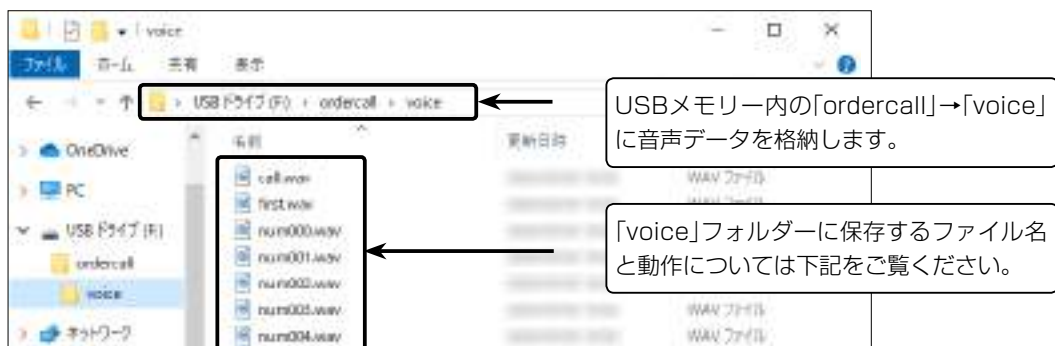 voice
ファイル ホーム 共有 表示
USB ドライブ (F:) › ordercall › voice
USBメモリー内の「ordercall」→「voice」
に音声データを格納します。
名前 更新日時
OneDrive
call.wav WAV ファイル
PC
first.wav
「voice」フォルダーに保存するファイル名
と動作については下記をご覧ください。
USB ドライブ (F:)
num000.wav
ordercall
num001.wav
voice
num002.wav
num003.wav WAV ファイル
ネットワーク
num004.wav WAV ファイル